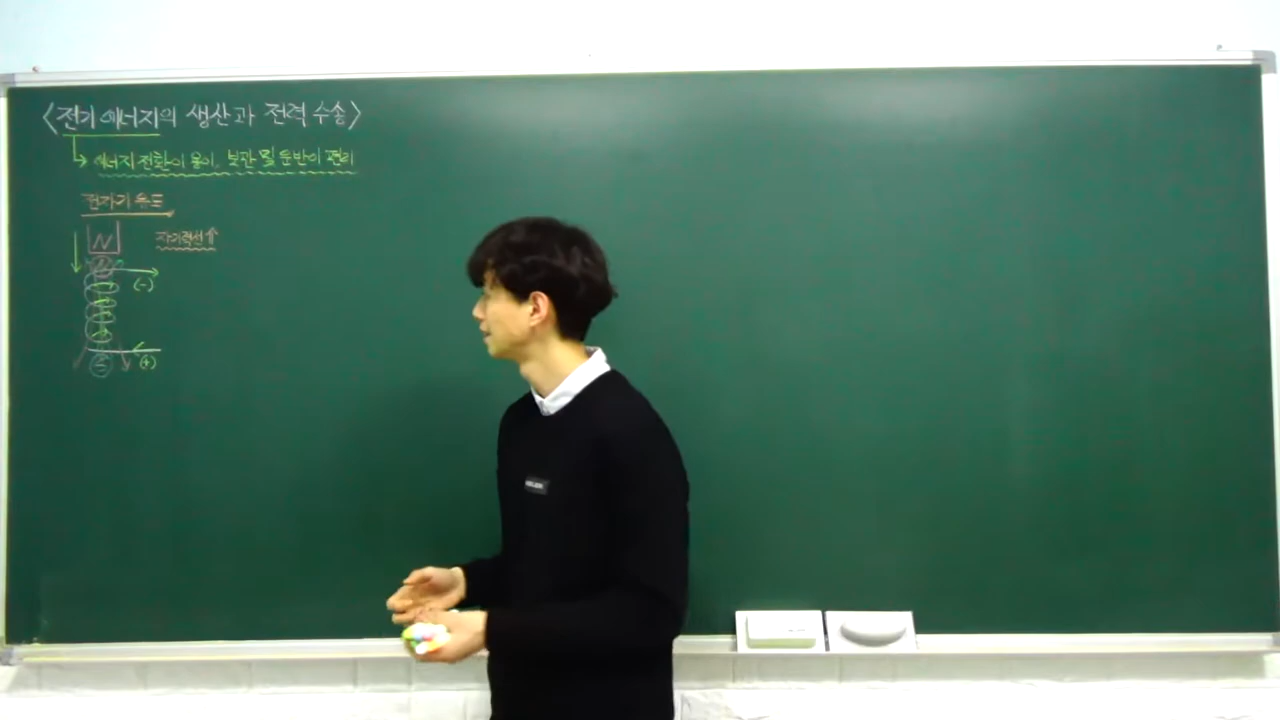 <전기 에너지의 생산과 전력 수송>
에너지 전환이 용이, 보관 및 운반이 편리
전자기 유도
N
자기력선 ⇑
N
(-)
S
(+)